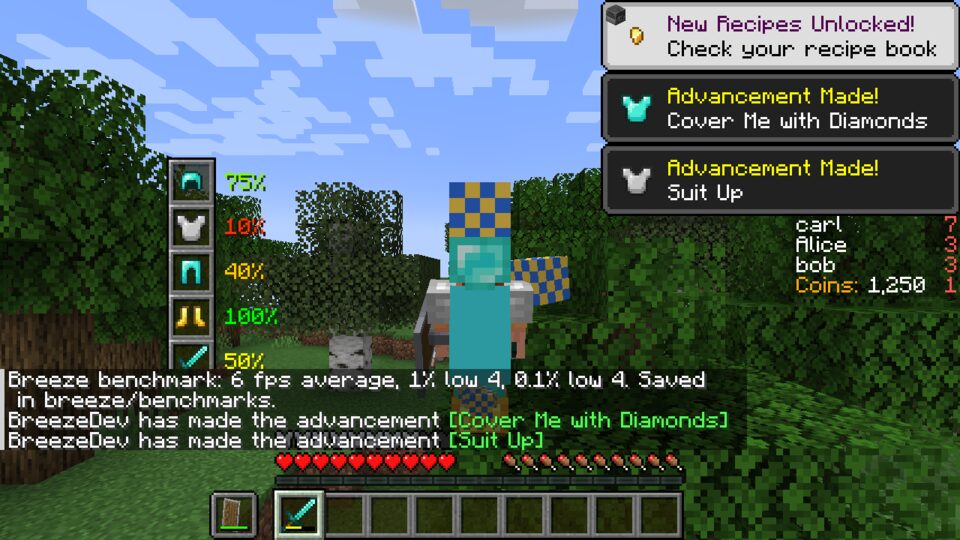 New Recipes Unlocked!
Check your recipe book
Advancement Made!
Cover Me with Diamonds
Advancement Made!
Suit Up
75%
10%
40%
100%
50%
carl 7
Alice 3
bob 3
Coins: 1,250 1
Breeze benchmark: 6 fps average, 1% low 4, 0.1% low 4. Saved
in breeze/benchmarks.
BreezeDev has made the advancement [Cover Me with Diamonds]
BreezeDev has made the advancement [Suit Up]